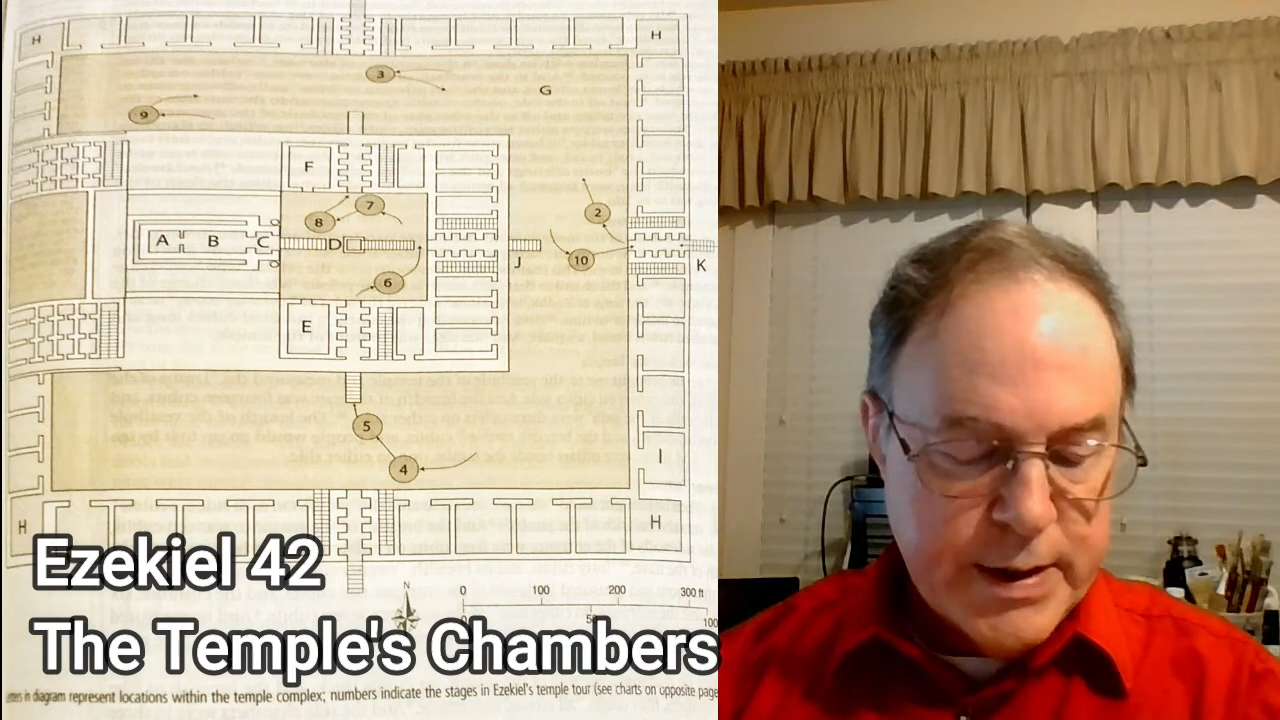 H
H
3
G
9
F
7
8
2
A
B
C
D
10
J
K
6
E
5
I
4
H
H
Ezekiel 42
N
0
100
200
300 ft
0
The Temple's Chambers
in diagram represent locations within the temple complex; numbers indicate the stages in Ezekiel's temple tour (see charts on opposite page